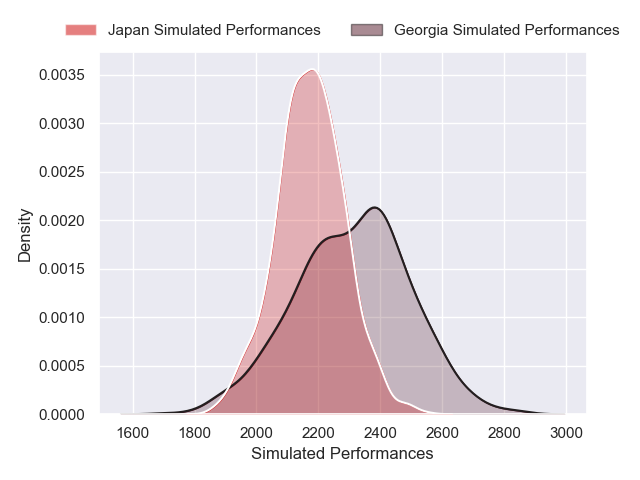 Japan Simulated Performances Georgia Simulated Performances
0.0035
0.0030
0.0025
0.0020
0.0015
0.0010
0.0005
0.0000
Density
1600 1800 2000 2200 2400 2600 2800 3000
Simulated Performances